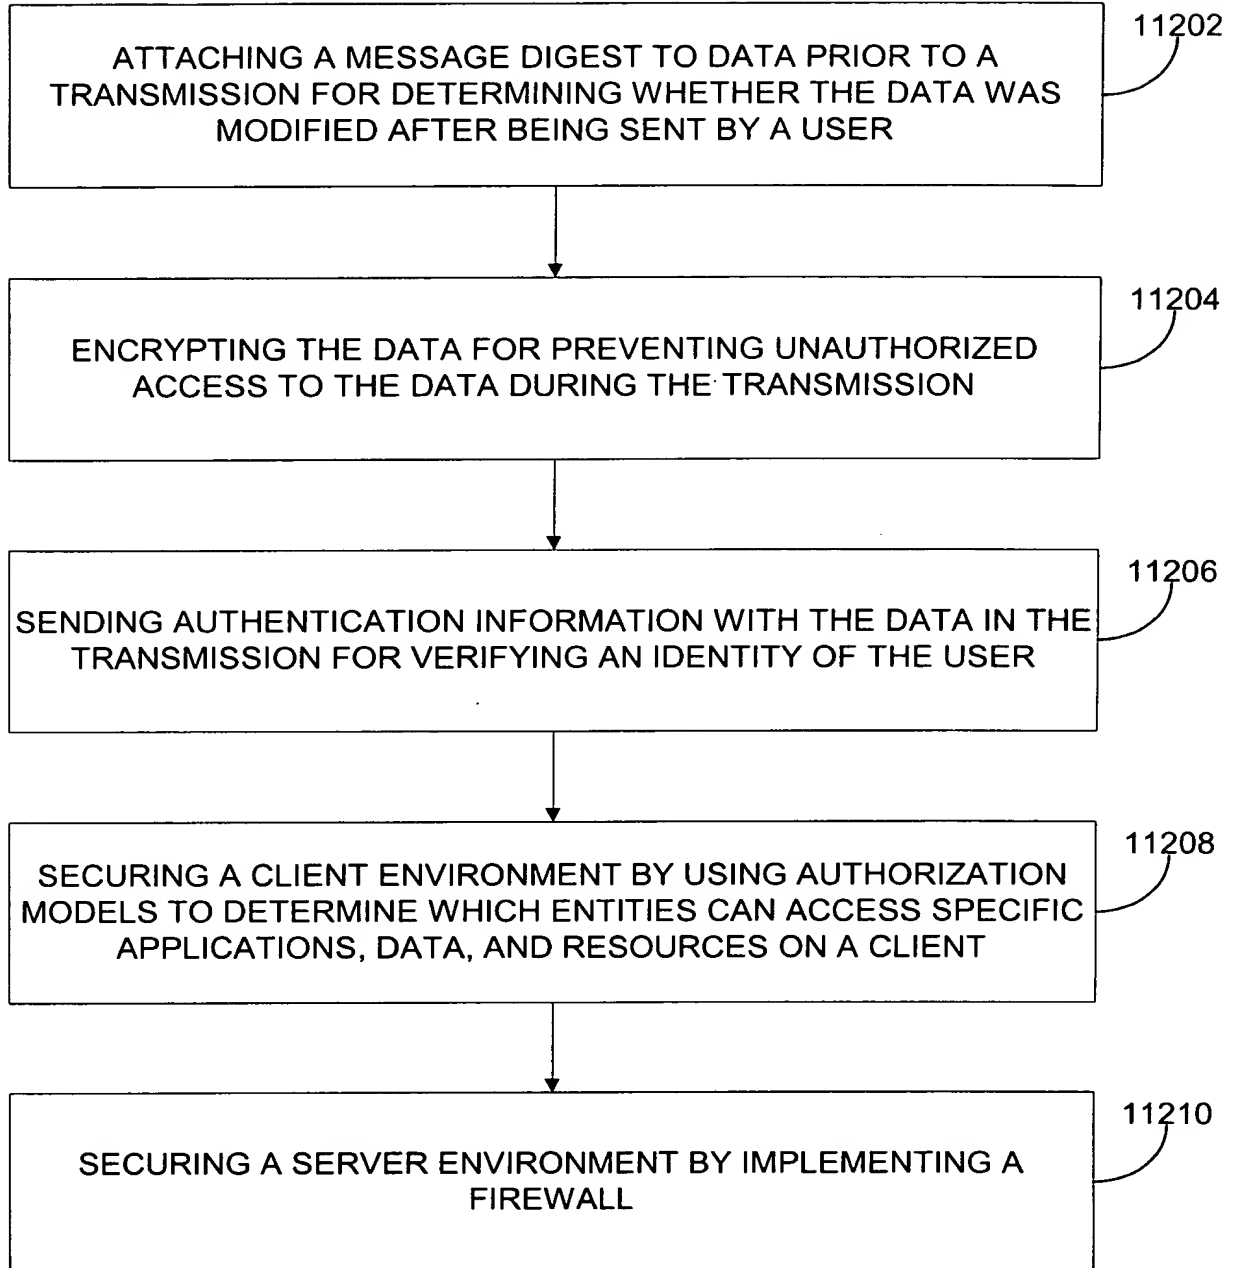 11202
ATTACHING A MESSAGE DIGEST TO DATA PRIOR TO A
TRANSMISSION FOR DETERMINING WHETHER THE DATA WAS
MODIFIED AFTER BEING SENT BY A USER
11204
ENCRYPTING THE DATA FOR PREVENTING UNAUTHORIZED
ACCESS TO THE DATA DURING THE TRANSMISSION
11206
SENDING AUTHENTICATION INFORMATION WITH THE DATA IN THE
TRANSMISSION FOR VERIFYING AN IDENTITY OF THE USER
11208
SECURING A CLIENT ENVIRONMENT BY USING AUTHORIZATION
MODELS TO DETERMINE WHICH ENTITIES CAN ACCESS SPECIFIC
APPLICATIONS, DATA, AND RESOURCES ON A CLIENT
11210
SECURING A SERVER ENVIRONMENT BY IMPLEMENTING A
FIREWALL